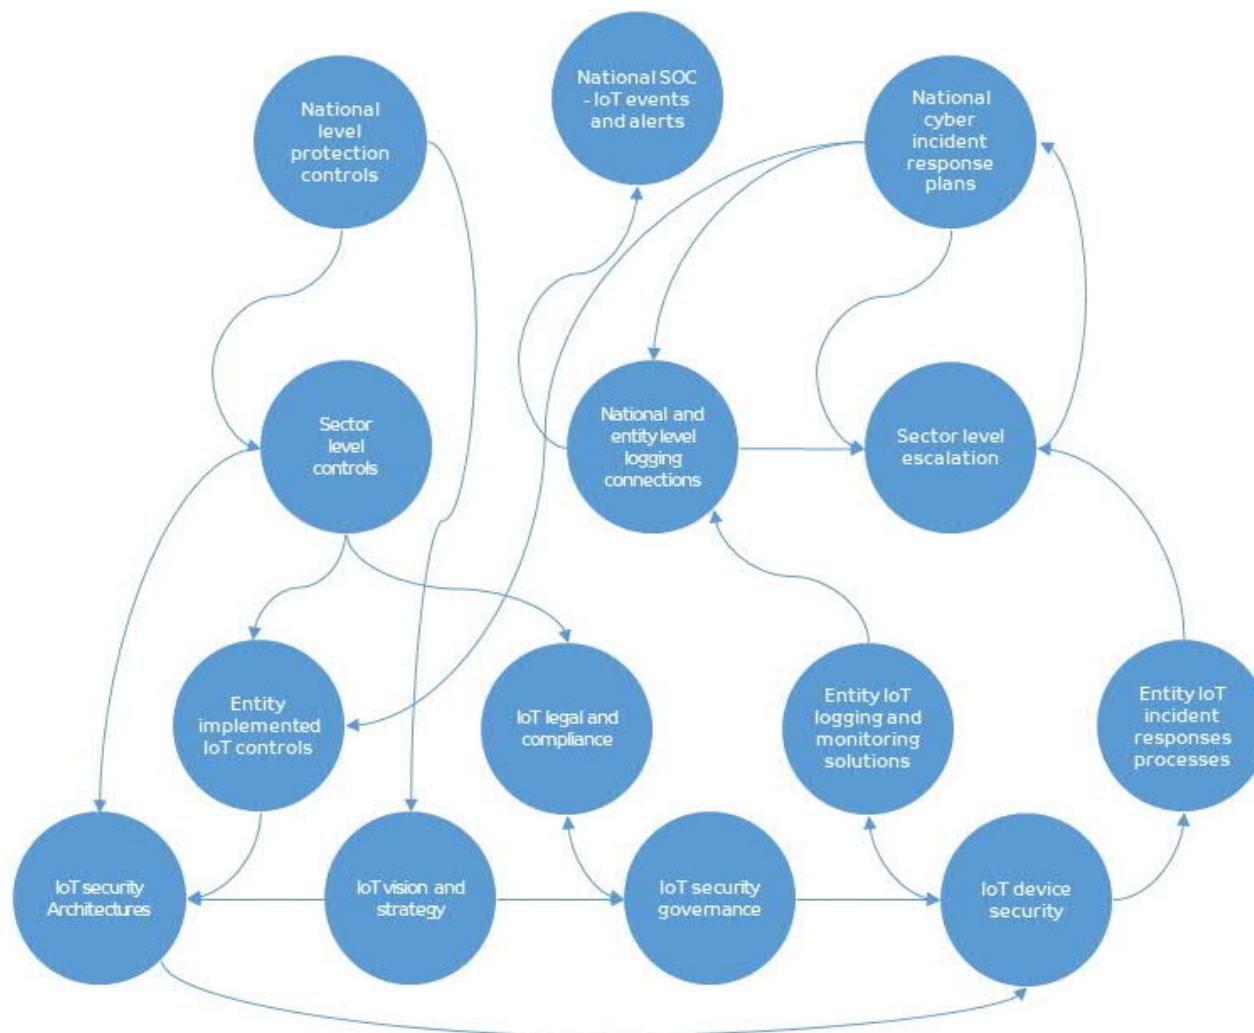 National
level
protection
controls
National SOC
- IoT events
and alerts
National
cyber
incident
response
plans
Sector
level
controls
National and
entity level
logging
connections
Sector level
escalation
Entity
implemented
IoT controls
IoT legal and
compliance
Entity IoT
logging and
monitoring
solutions
Entity IoT
incident
responses
processes
IoT security
Architectures
IoT vision and
strategy
IoT security
governance
IoT device
security